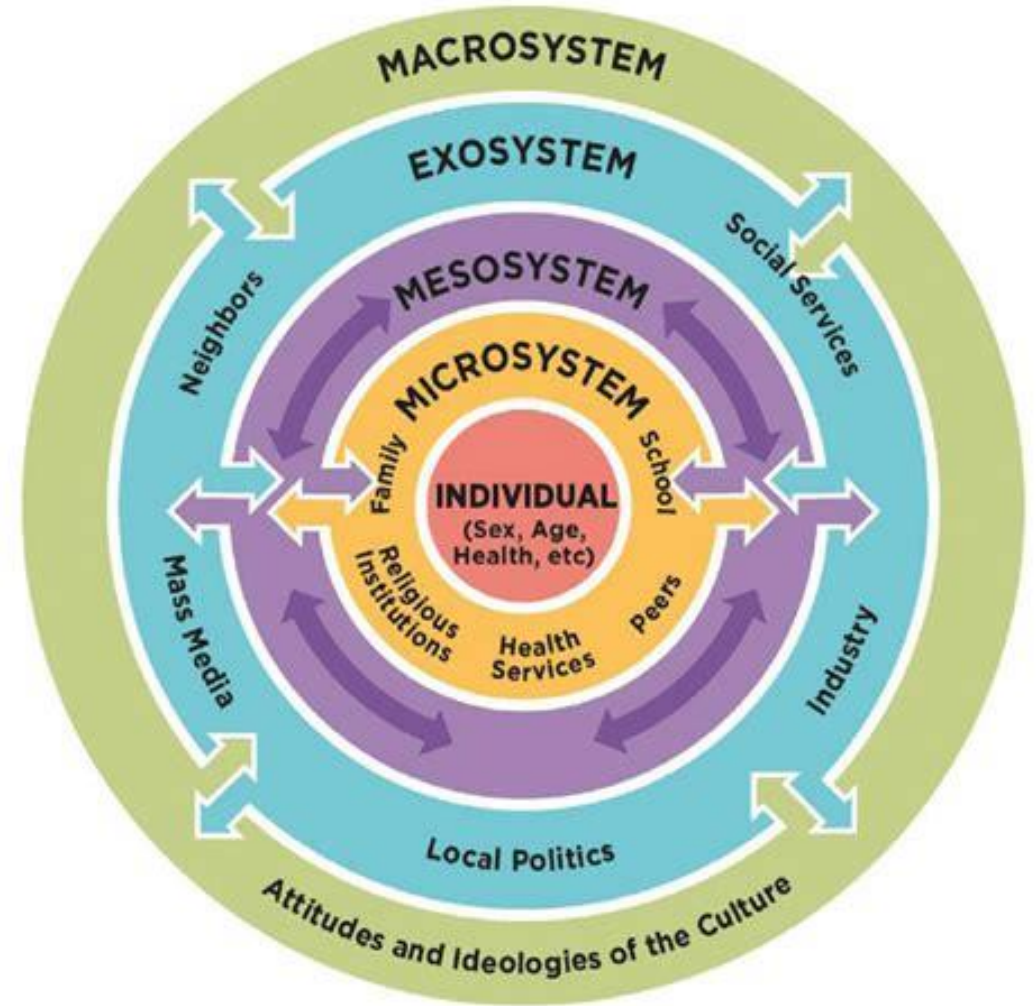 MACROSYSTEM
EXOSYSTEM
Social Services
Neighbors
MESOSYSTEM
MICROSYSTEM
Family
School
INDIVIDUAL
(Sex, Age,
Health, etc)
Religious
Institutions
Health
Services
Peers
Mass Media
Industry
Local Politics
Attitudes and Ideologies of the Culture